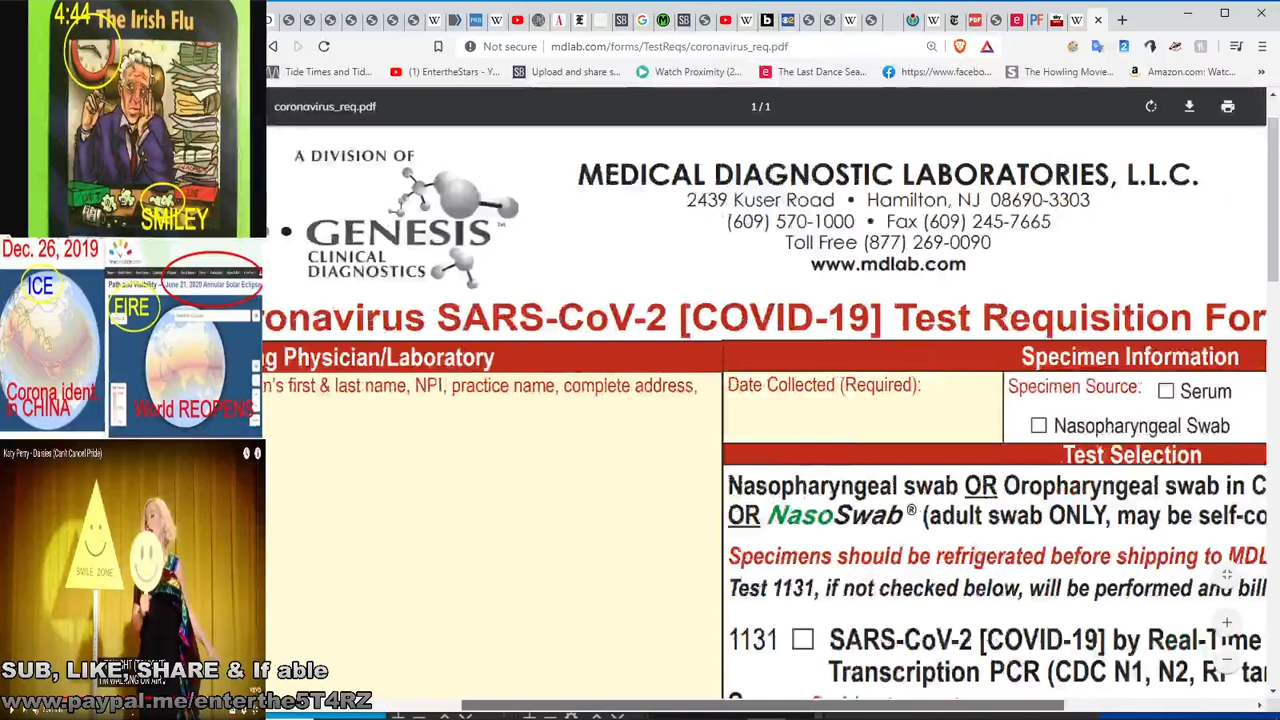 4:44
The Irish Flu
SMILEY
Dec. 26, 2019
ICE
Corona ident.
in CHINA
Path and Visibility — June 21, 2020 Annular Solar Eclipse
FIRE
World REOPENS
Katy Perry - Daisies (Can't Cancel Pride)
SMILE ZONE
I'M WALKING ON AIR
SUB, LIKE, SHARE & If able
www.paypal.me/enterthe5T4RZ
Not secure
mdlab.com/forms/TestReqs/coronavirus_req.pdf
Tide Times and Tid...
(1) EntertheStars - Y...
Upload and share s...
Watch Proximity (2...
The Last Dance Sea...
https://www.facebo...
The Howling Movie...
Amazon.com: Watc...
coronavirus_req.pdf
1/1
A DIVISION OF
• GENESIS
CLINICAL
DIAGNOSTICS
MEDICAL DIAGNOSTIC LABORATORIES, L.L.C.
2439 Kuser Road • Hamilton, NJ 08690-3303
(609) 570-1000 • Fax (609) 245-7665
Toll Free (877) 269-0090
www.mdlab.com
onavirus SARS-CoV-2 [COVID-19] Test Requisition For
g Physician/Laboratory
n's first & last name, NPI, practice name, complete address,
Specimen Information
Date Collected (Required):
Specimen Source:
Serum
Nasopharyngeal Swab
Test Selection
Nasopharyngeal swab OR Oropharyngeal swab in C
OR NasoSwab® (adult swab ONLY, may be self-co
Specimens should be refrigerated before shipping to MDL
Test 1131, if not checked below, will be performed and bil
1131
SARS-CoV-2 [COVID-19] by Real-Time
Transcription PCR (CDC N1, N2, RP tar